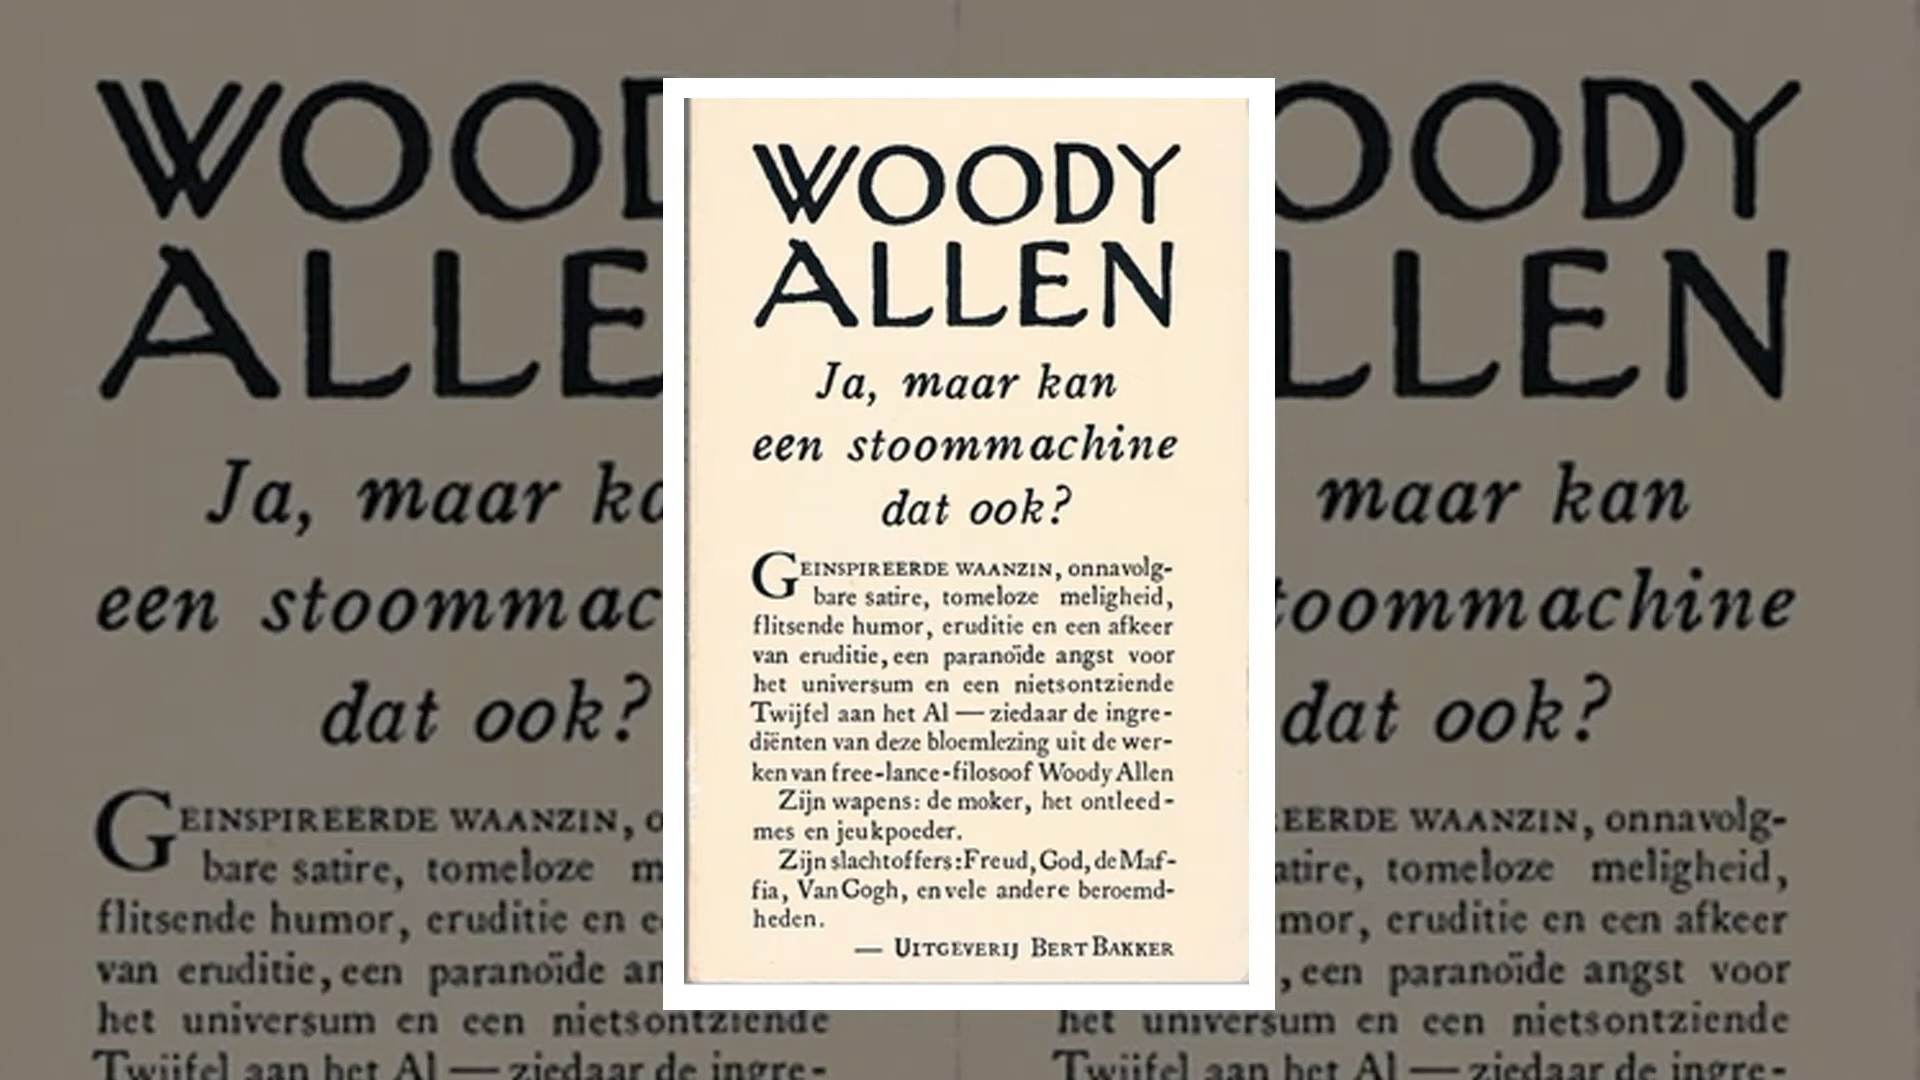 WOODY
ALLEN
Ja, maar kan
een stoommachine
dat ook?
GEINSPIREERDE WAANZIN, onnavolg-
bare satire, tomeloze meligheid,
flitsende humor, eruditie en een afkeer
van eruditie, een paranoïde angst voor
het universum en een nietsontziende
Twijfel aan het Al — ziedaar de ingre-
diënten van deze bloemlezing uit de wer-
ken van free-lance-filosoof Woody Allen
Zijn wapens: de moker, het ontleed-
mes en jeukpoeder.
Zijn slachtoffers: Freud, God, de Maf-
fia, Van Gogh, en vele andere beroemd-
heden.
— UITGEVERIJ BERT BAKKER